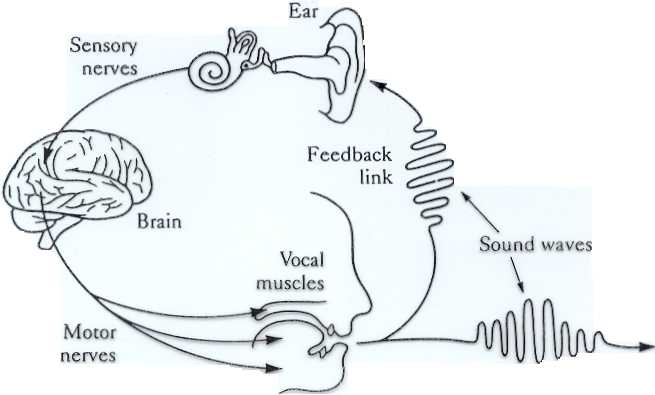 Ear
Sensory
nerves
Feedback
link
Brain
Sound waves
Vocal
muscles
Motor
nerves